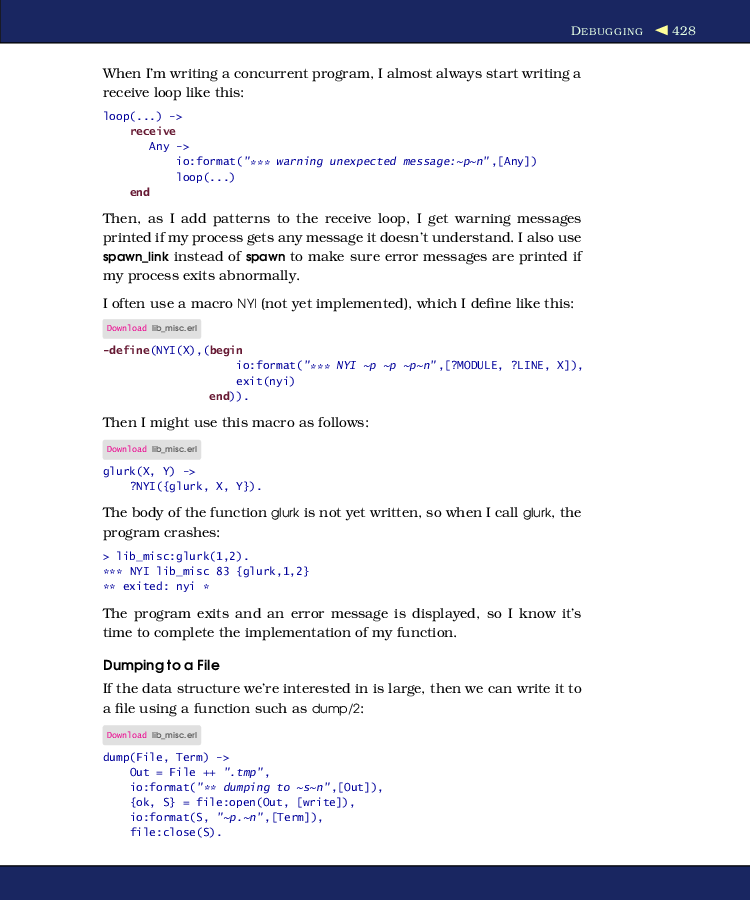 DEBUGGING ◀ 428
When I'm writing a concurrent program, I almost always start writing a
receive loop like this:
loop(...) ->
    receive
       Any ->
           io:format("*** warning unexpected message:~p~n",[Any])
           loop(...)
    end
Then, as I add patterns to the receive loop, I get warning messages
printed if my process gets any message it doesn't understand. I also use
spawn_link instead of spawn to make sure error messages are printed if
my process exits abnormally.
I often use a macro NYI (not yet implemented), which I define like this:
Download lib_misc.erl
-define(NYI(X),(begin
                    io:format("*** NYI ~p ~p ~p~n",[?MODULE, ?LINE, X]),
                    exit(nyi)
                end)).
Then I might use this macro as follows:
Download lib_misc.erl
glurk(X, Y) ->
    ?NYI({glurk, X, Y}).
The body of the function glurk is not yet written, so when I call glurk, the
program crashes:
> lib_misc:glurk(1,2).
*** NYI lib_misc 83 {glurk,1,2}
** exited: nyi *
The program exits and an error message is displayed, so I know it's
time to complete the implementation of my function.
Dumping to a File
If the data structure we're interested in is large, then we can write it to
a file using a function such as dump/2:
Download lib_misc.erl
dump(File, Term) ->
    Out = File ++ ".tmp",
    io:format("** dumping to ~s~n",[Out]),
    {ok, S} = file:open(Out, [write]),
    io:format(S, "~p.~n",[Term]),
    file:close(S).